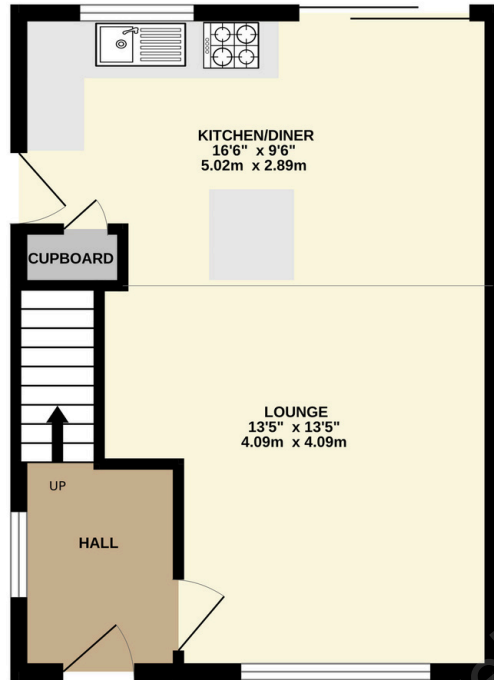 KITCHEN/DINER
16'6" x 9'6"
5.02m x 2.89m
CUPBOARD
LOUNGE
13'5" x 13'5"
4.09m x 4.09m
UP
HALL